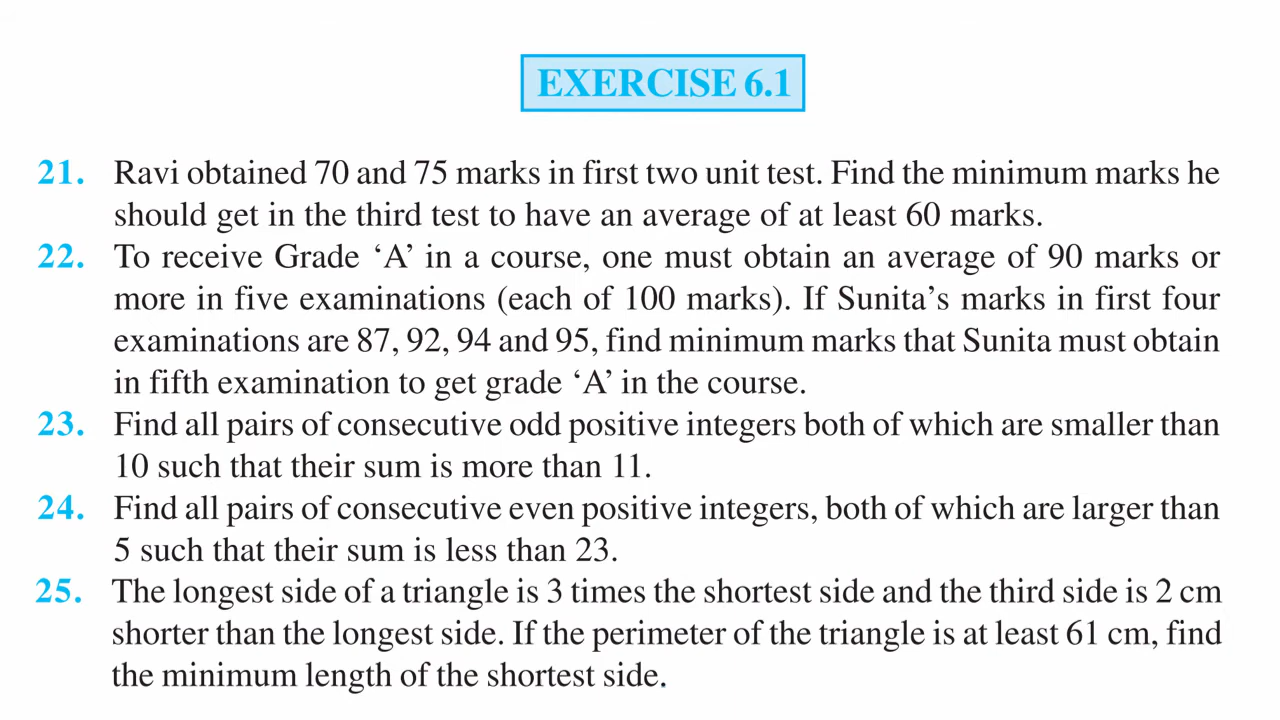 EXERCISE 6.1
21. Ravi obtained 70 and 75 marks in first two unit test. Find the minimum marks he
should get in the third test to have an average of at least 60 marks.
22. To receive Grade ‘A’ in a course, one must obtain an average of 90 marks or
more in five examinations (each of 100 marks). If Sunita’s marks in first four
examinations are 87, 92, 94 and 95, find minimum marks that Sunita must obtain
in fifth examination to get grade ‘A’ in the course.
23. Find all pairs of consecutive odd positive integers both of which are smaller than
10 such that their sum is more than 11.
24. Find all pairs of consecutive even positive integers, both of which are larger than
5 such that their sum is less than 23.
25. The longest side of a triangle is 3 times the shortest side and the third side is 2 cm
shorter than the longest side. If the perimeter of the triangle is at least 61 cm, find
the minimum length of the shortest side.